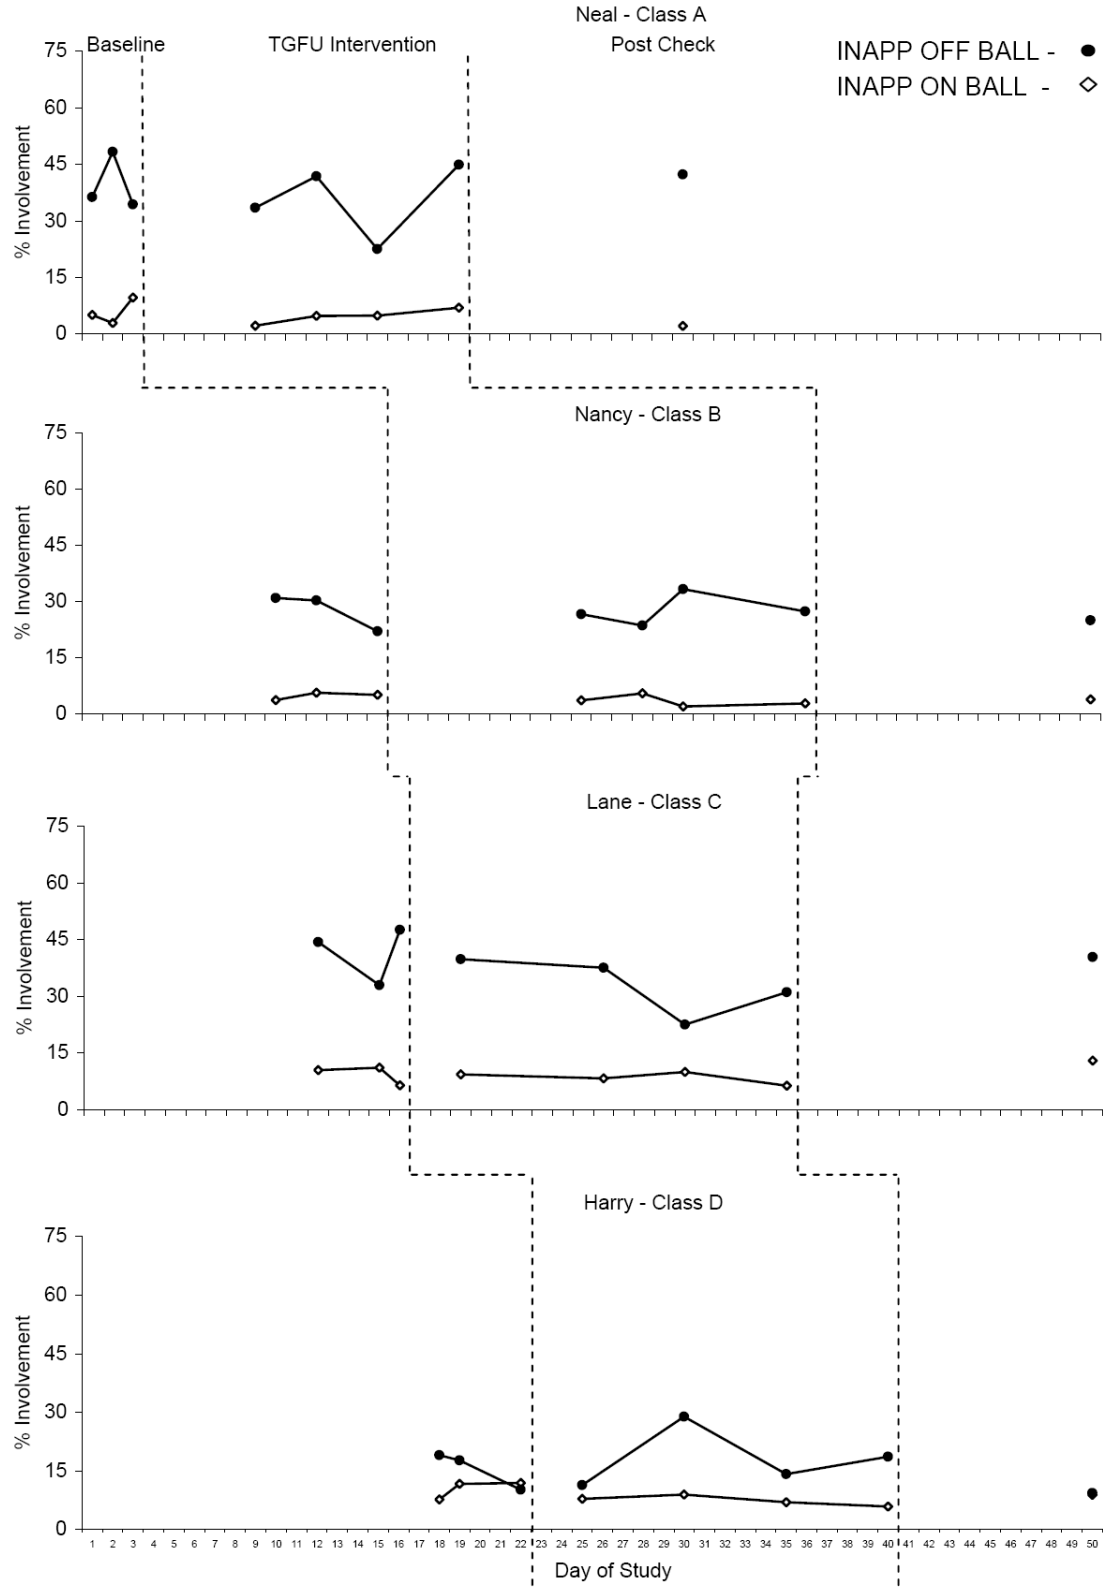 Neal - Class A
Baseline TGFU Intervention Post Check
INAPP OFF BALL -
INAPP ON BALL -
75
60
45
30
15
0
% Involvement
Nancy - Class B
75
60
45
30
15
0
% Involvement
Lane - Class C
75
60
45
30
15
0
% Involvement
Harry - Class D
75
60
45
30
15
0
% Involvement
1 2 3 4 5 6 7 8 9 10 11 12 13 14 15 16 17 18 19 20 21 22 23 24 25 26 27 28 29 30 31 32 33 34 35 36 37 38 39 40 41 42 43 44 45 46 47 48 49 50
Day of Study